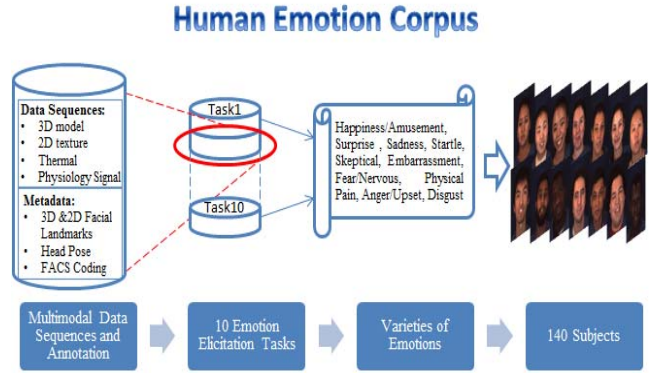 Human Emotion Corpus
Data Sequences:
• 3D model
• 2D texture
• Thermal
• Physiology Signal
Metadata:
• 3D &2D Facial
Landmarks
• Head Pose
• FACS Coding
Task1
Task10
Happiness/Amusement,
Surprise , Sadness, Startle,
Skeptical, Embarrassment,
Fear/Nervous, Physical
Pain, Anger/Upset, Disgust
Multimodal Data
Sequences and
Annotation
10 Emotion
Elicitation Tasks
Varieties of
Emotions
140 Subjects